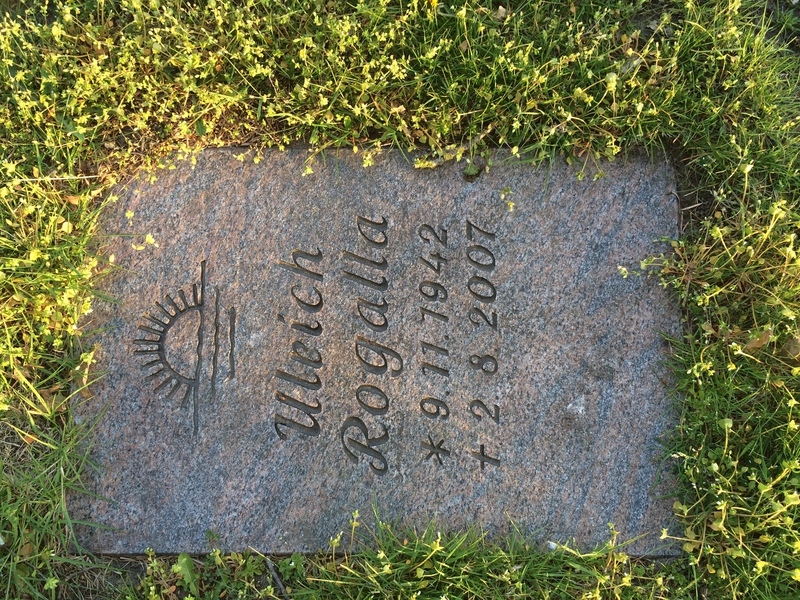 Ulrich
Rogalla
* 9.11.1942
+ 2 8 2007